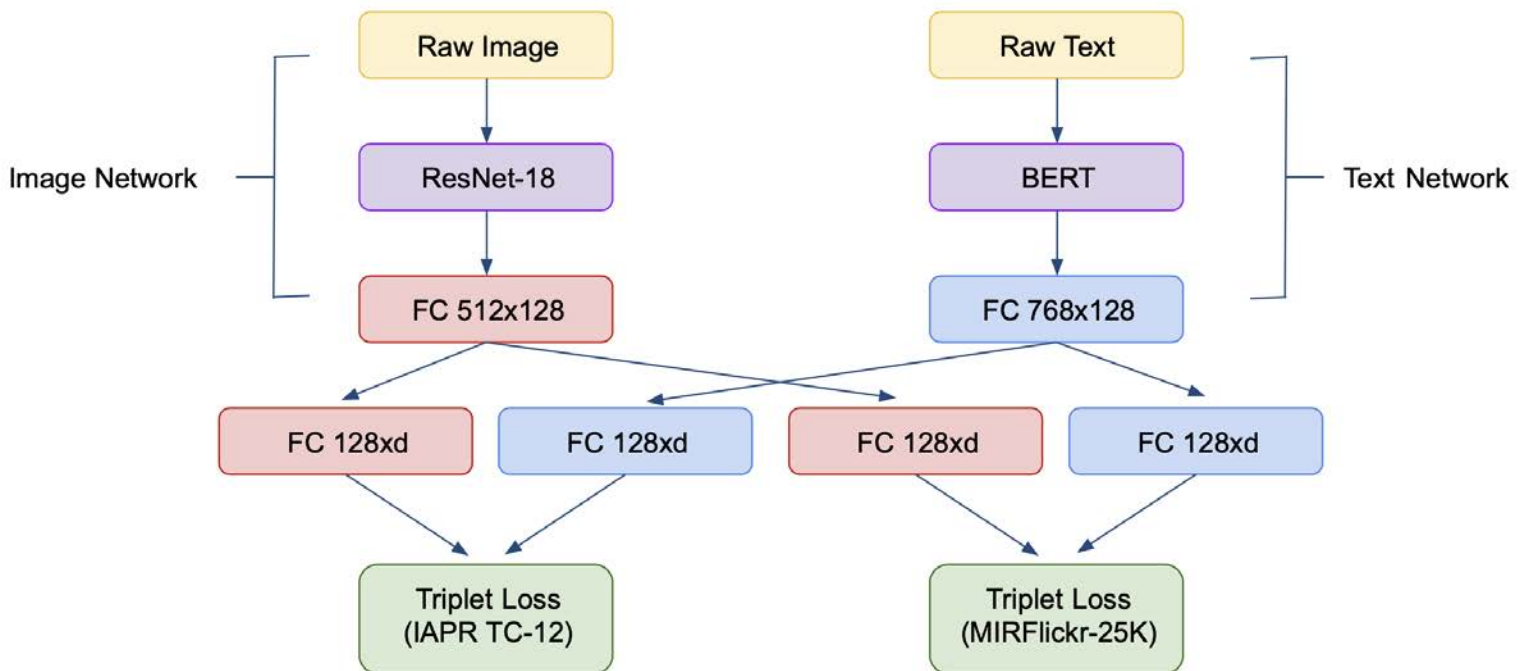 Raw Image
Raw Text
Image Network
ResNet-18
BERT
Text Network
FC 512x128
FC 768x128
FC 128xd
FC 128xd
FC 128xd
FC 128xd
Triplet Loss
(IAPR TC-12)
Triplet Loss
(MIRFlickr-25K)